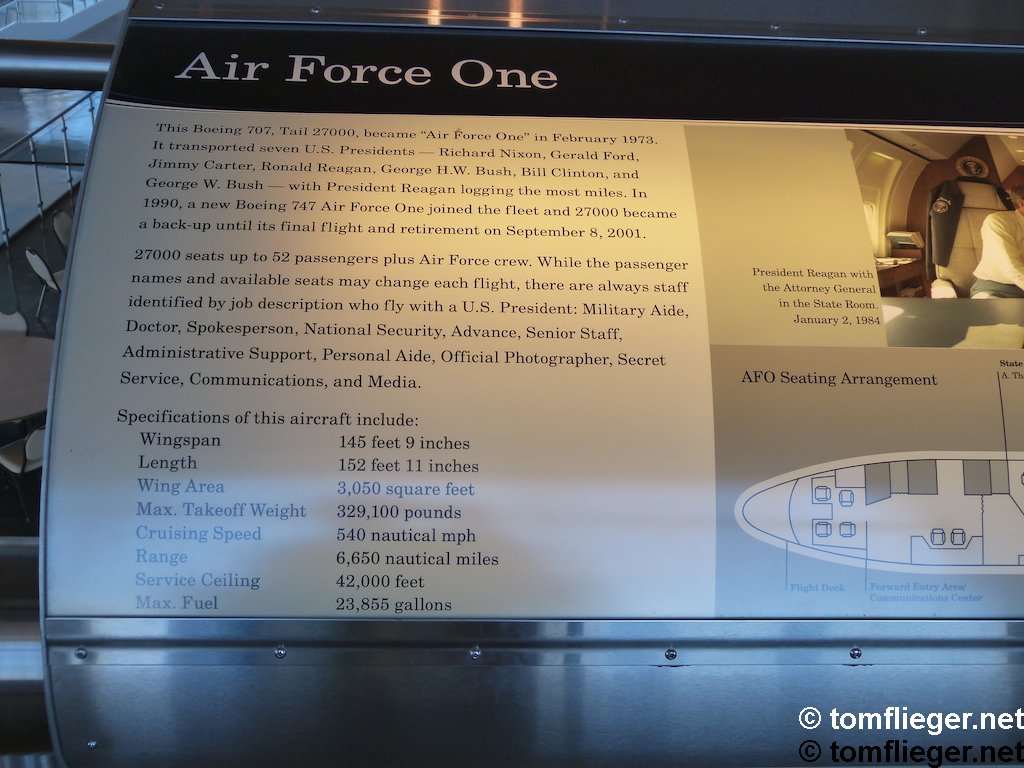 Air Force One
This Boeing 707, Tail 27000, became “Air Force One” in February 1973.
It transported seven U.S. Presidents — Richard Nixon, Gerald Ford,
Jimmy Carter, Ronald Reagan, George H.W. Bush, Bill Clinton, and
George W. Bush — with President Reagan logging the most miles. In
1990, a new Boeing 747 Air Force One joined the fleet and 27000 became
a back-up until its final flight and retirement on September 8, 2001.
27000 seats up to 52 passengers plus Air Force crew. While the passenger
names and available seats may change each flight, there are always staff
identified by job description who fly with a U.S. President: Military Aide,
Doctor, Spokesperson, National Security, Advance, Senior Staff,
Administrative Support, Personal Aide, Official Photographer, Secret
Service, Communications, and Media.
Specifications of this aircraft include:
Wingspan 145 feet 9 inches
Length 152 feet 11 inches
Wing Area 3,050 square feet
Max. Takeoff Weight 329,100 pounds
Cruising Speed 540 nautical mph
Range 6,650 nautical miles
Service Ceiling 42,000 feet
Max. Fuel 23,855 gallons
President Reagan with
the Attorney General
in the State Room.
January 2, 1984
AFO Seating Arrangement
State
A. Th
Flight Deck
Forward Entry Area/
Communications Center
© tomflieger.net
© tomflieger.net